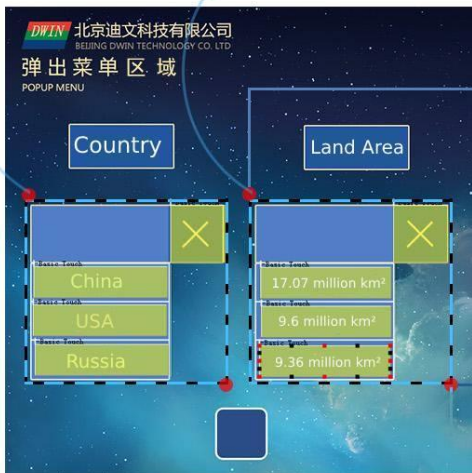 DWIN 北京迪文科技有限公司
BEIJING DWIN TECHNOLOGY CO. LTD
弹出菜单区域
POPUP MENU
Country
Land Area
Basic Touch
China
Basic Touch
USA
Basic Touch
Russia
Basic Touch
17.07 million km²
Basic Touch
9.6 million km²
Basic Touch
9.36 million km²